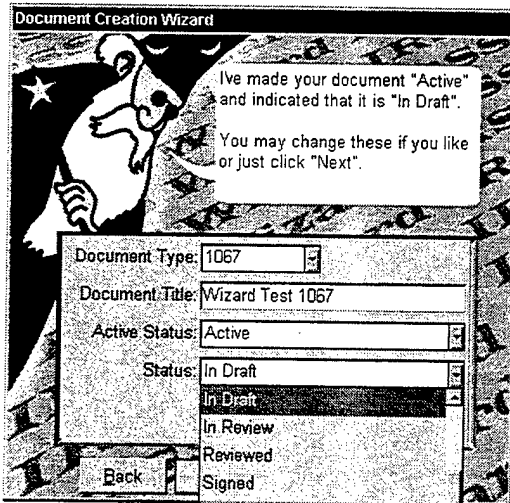 Document Creation Wizard
Ive made your document "Active"
and indicated that it is "In Draft".
You may change these if you like
or just click "Next".
Document Type: 1067
Document Title: Wizard Test 1067
Active Status: Active
Status: In Draft
In Draft
In Review
Reviewed
Signed
Back